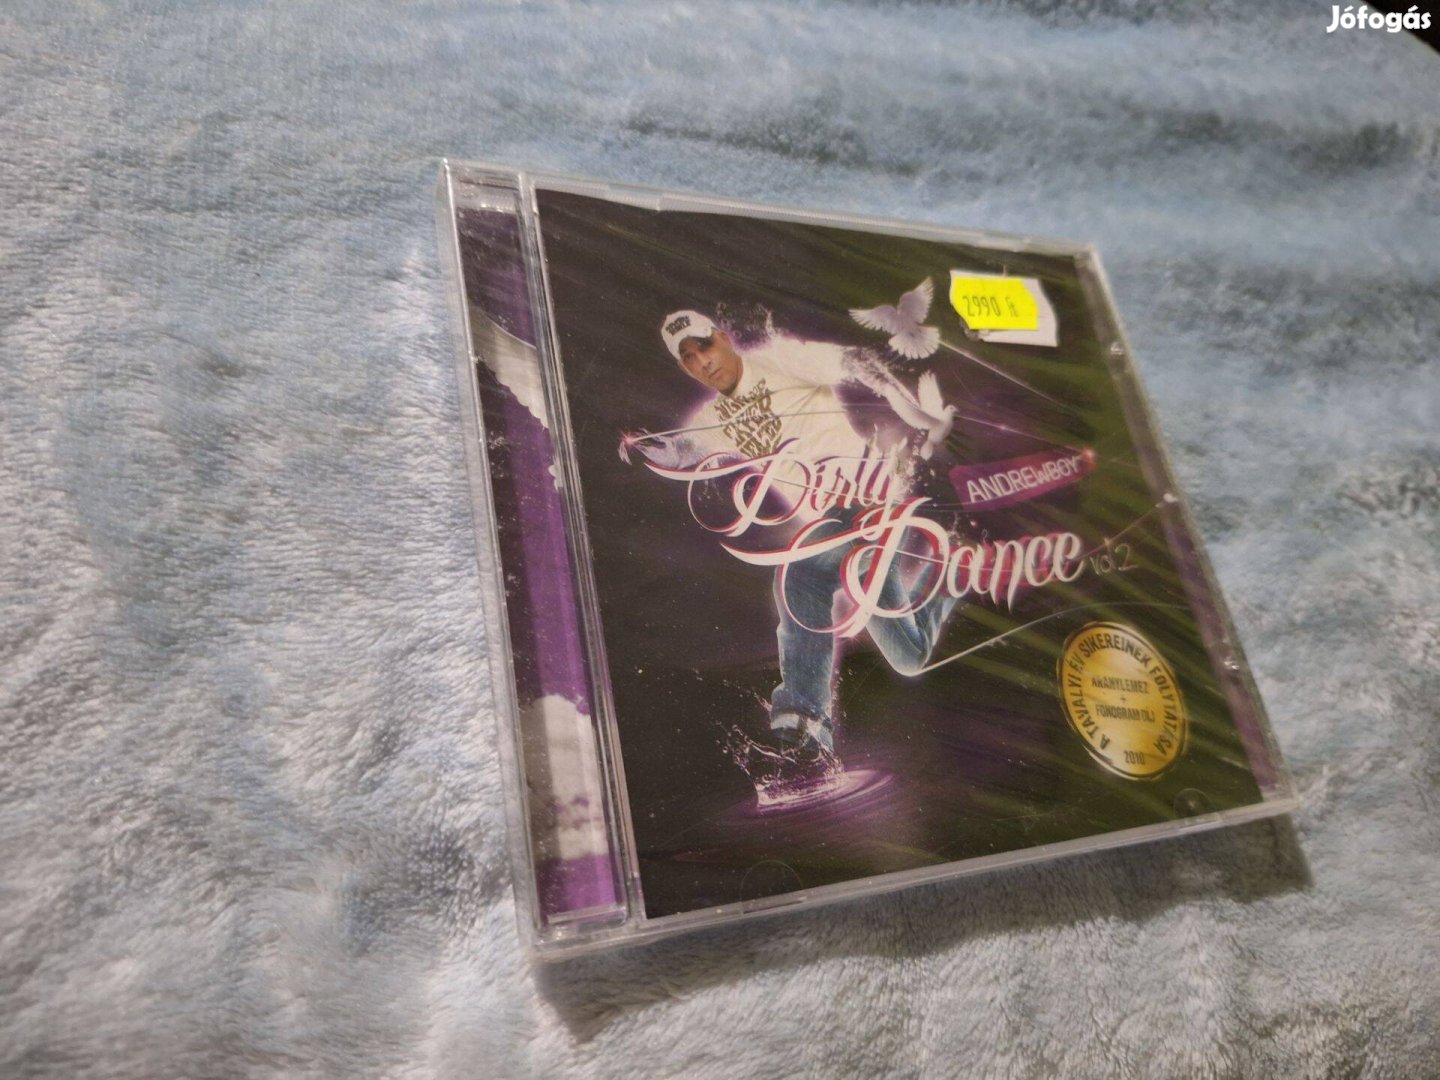 Jófogás
2990 Ft
Dirty
ANDREWBOY
Dance vol.2
A TAVALYI ÉV SIKEREINEK FOLYTATÁSA
ARANYLEMEZ
+
FONOGRAM DÍJ
2010